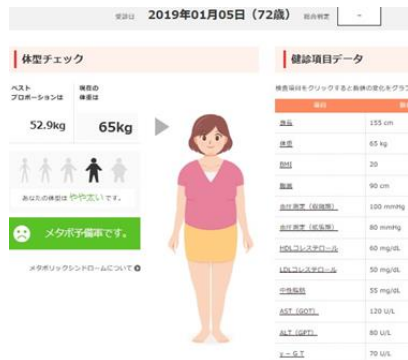 受診日 2019年01月05日（72歳） 総合判定 -
体型チェック
ベスト
プロポーションは
現在の
体重は
52.9kg
65kg
あなたの体型は やや太い です。
メタボ予備軍です。
メタボリックシンドロームについて
健診項目データ
検査項目をクリックすると数値の変化をグラフ
項目
身長 155 cm
体重 65 kg
BMI 20
腹囲 90 cm
血圧測定（収縮期） 100 mmHg
血圧測定（拡張期） 80 mmHg
HDLコレステロール 60 mg/dL
LDLコレステロール 50 mg/dL
中性脂肪 55 mg/dL
AST（GOT） 120 U/L
ALT（GPT） 80 U/L
γ－GT 70 U/L